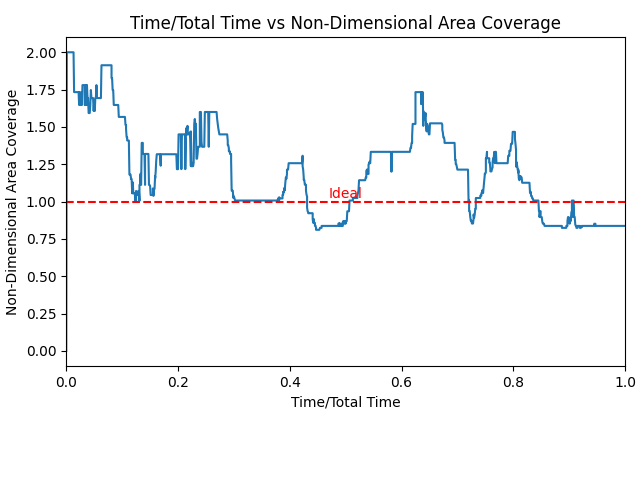 Time/Total Time vs Non-Dimensional Area Coverage
Non-Dimensional Area Coverage
2.00
1.75
1.50
1.25
1.00
0.75
0.50
0.25
0.00
Ideal
0.0 0.2 0.4 0.6 0.8 1.0
Time/Total Time